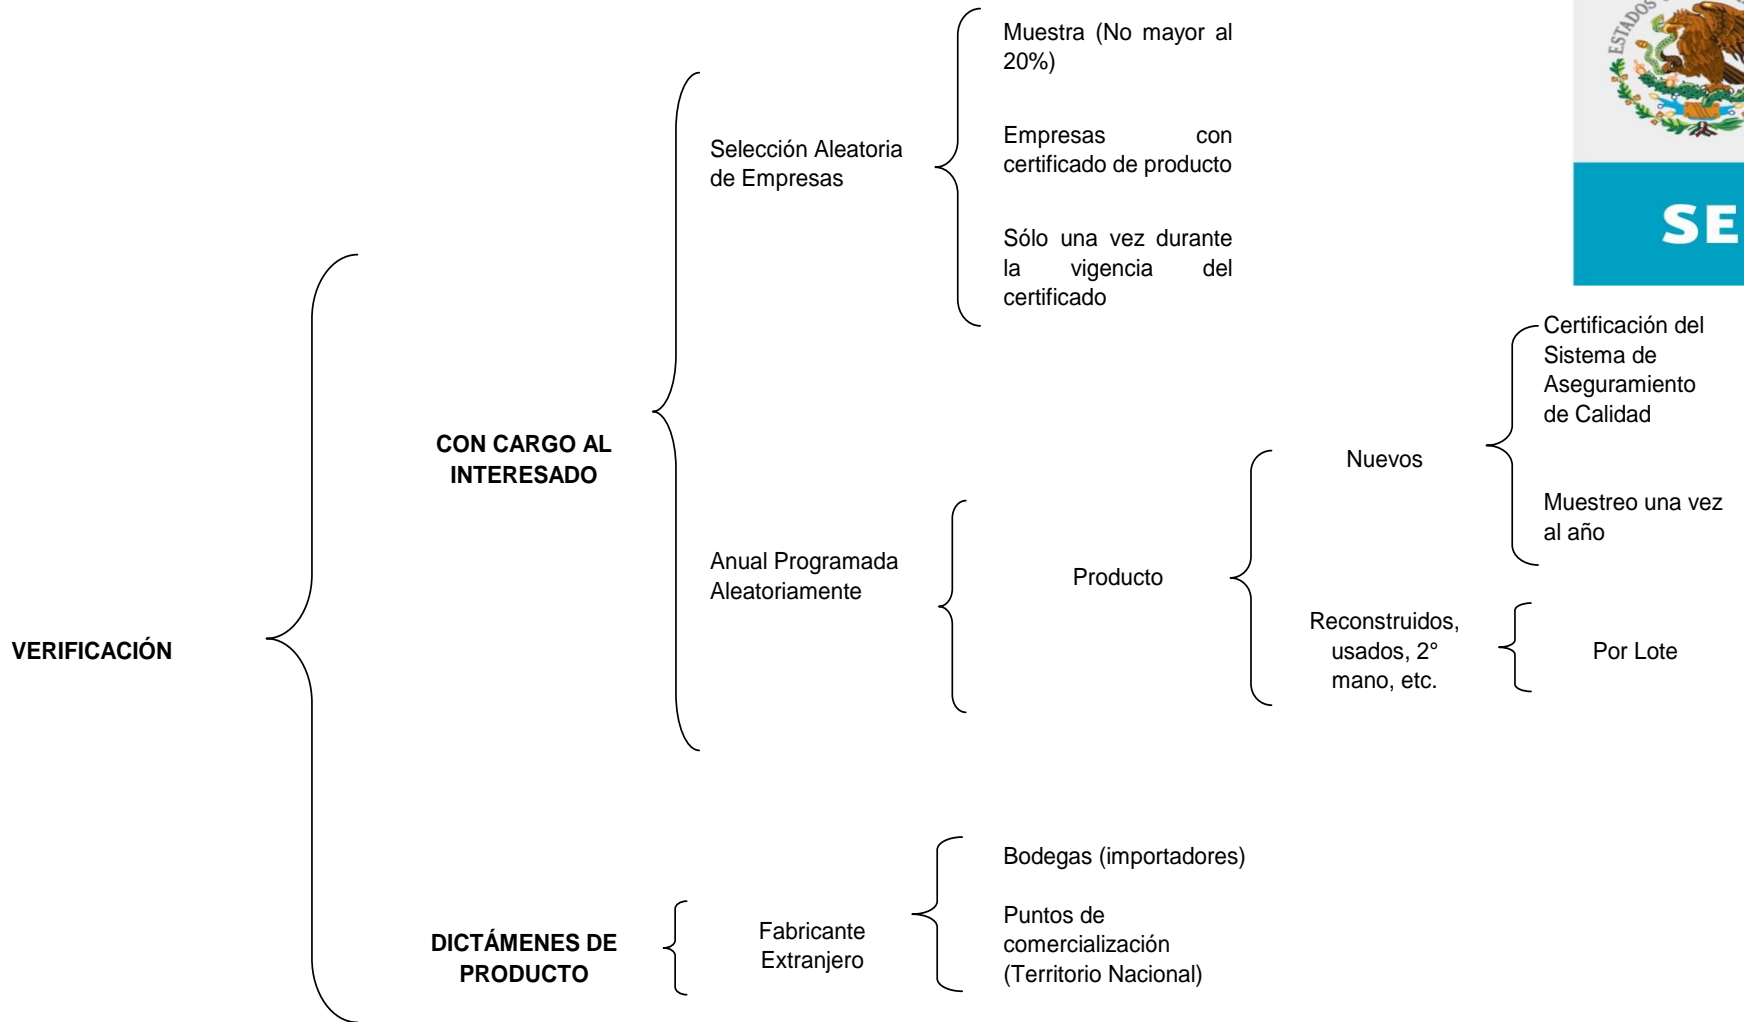 VERIFICACIÓN
CON CARGO AL
INTERESADO
Selección Aleatoria
de Empresas
Muestra (No mayor al
20%)
Empresas con
certificado de producto
Sólo una vez durante
la vigencia del
certificado
Anual Programada
Aleatoriamente
Producto
Nuevos
Certificación del
Sistema de
Aseguramiento
de Calidad
Muestreo una vez
al año
Reconstruidos,
usados, 2°
mano, etc.
Por Lote
DICTÁMENES DE
PRODUCTO
Fabricante
Extranjero
Bodegas (importadores)
Puntos de
comercialización
(Territorio Nacional)
ESTADOS
SE